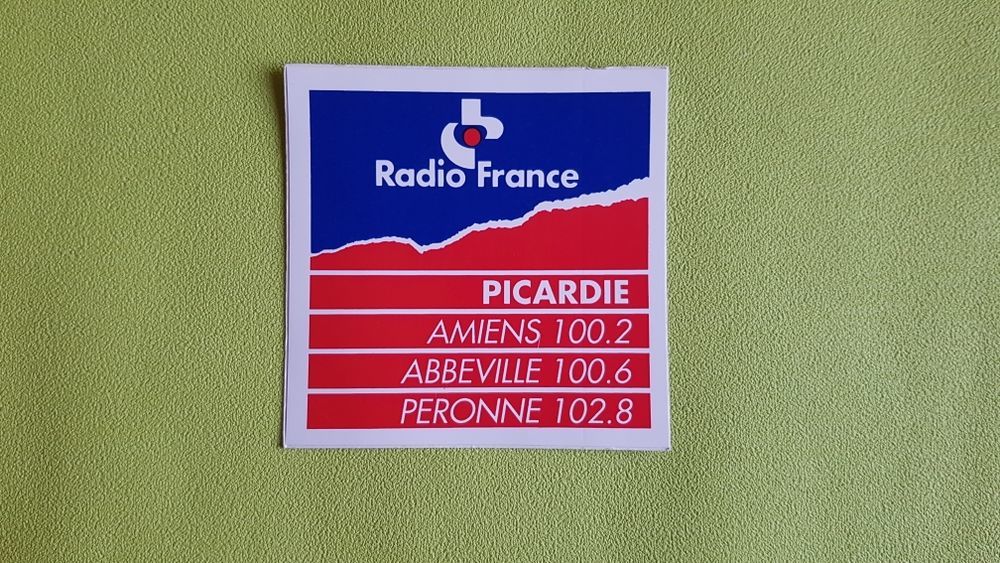 Radio France
PICARDIE
AMIENS 100.2
ABBEVILLE 100.6
PERONNE 102.8